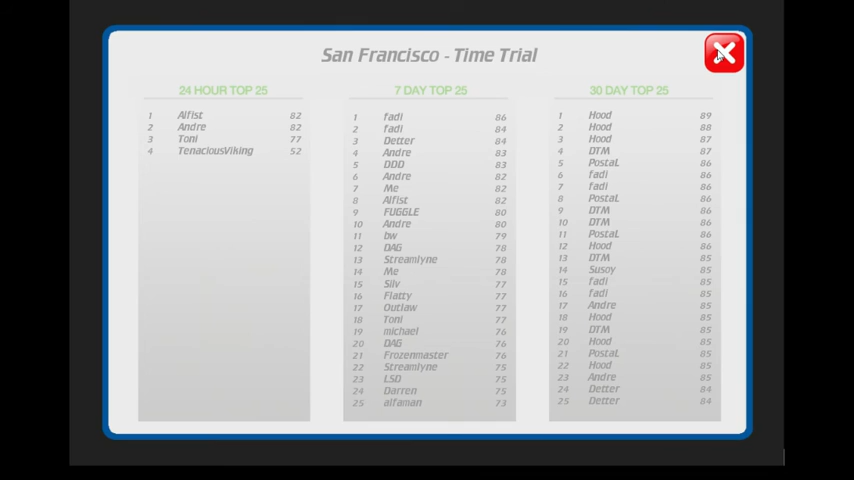 San Francisco - Time Trial
24 HOUR TOP 25
1 Alfist 82
2 Andre 82
3 Toni 77
4 TenaciousViking 52
7 DAY TOP 25
1 fadi 86
2 fadi 84
3 Detter 84
4 Andre 83
5 DDD 83
6 Andre 82
7 Me 82
8 Alfist 82
9 FUGGLE 80
10 Andre 80
11 bw 79
12 DAG 78
13 Streamlyne 78
14 Me 78
15 Silv 77
16 Flatty 77
17 Outlaw 77
18 Toni 77
19 michael 76
20 DAG 76
21 Frozenmaster 76
22 Streamlyne 75
23 LSD 75
24 Darren 75
25 alfaman 73
30 DAY TOP 25
1 Hood 89
2 Hood 88
3 Hood 87
4 DTM 87
5 PostaL 86
6 fadi 86
7 fadi 86
8 PostaL 86
9 DTM 86
10 DTM 86
11 PostaL 86
12 Hood 86
13 DTM 85
14 Susoy 85
15 fadi 85
16 fadi 85
17 Andre 85
18 Hood 85
19 DTM 85
20 Hood 85
21 PostaL 85
22 Hood 85
23 Andre 85
24 Detter 84
25 Detter 84